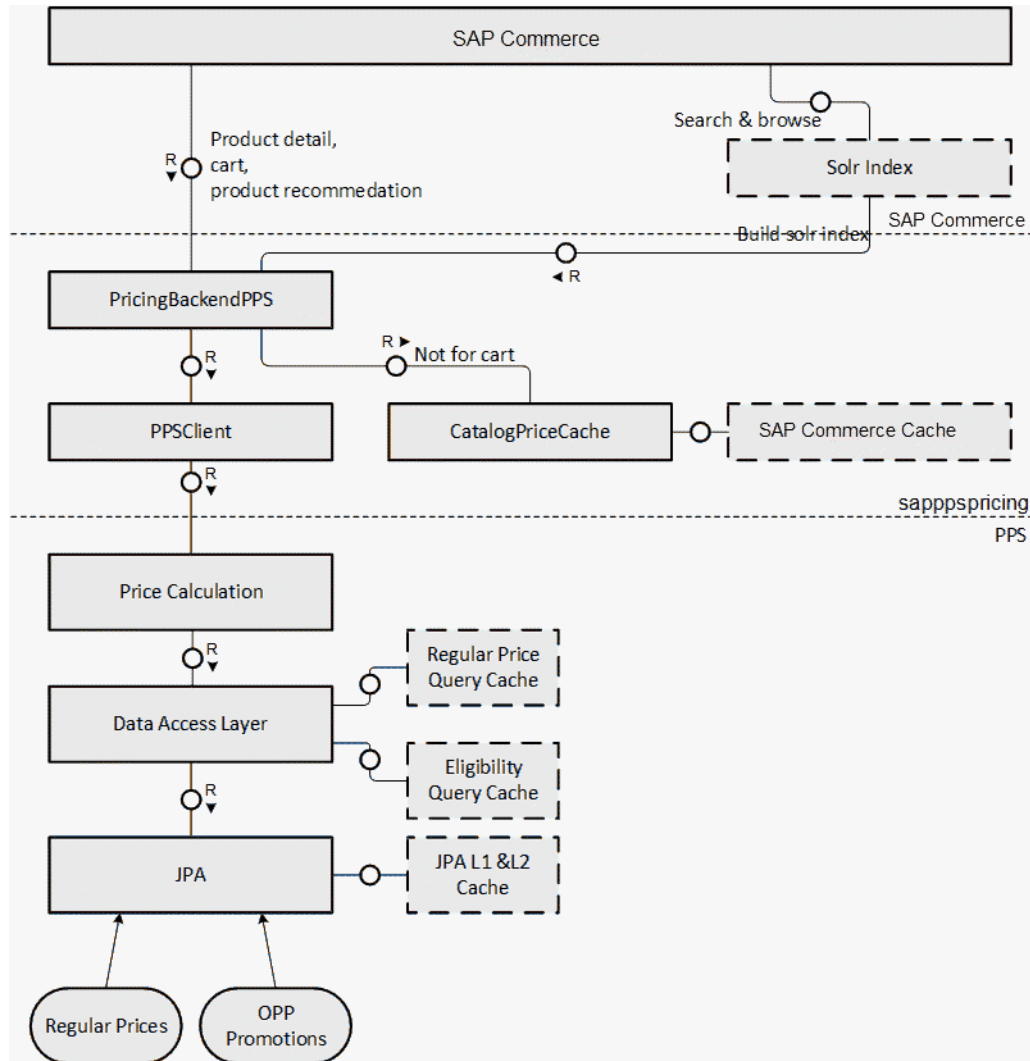 SAP Commerce
Search & browse
Product detail,
cart,
product recommedation
R
Solr Index
SAP Commerce
Build solr index
R
PricingBackendPPS
R
Not for cart
R
PPSClient
CatalogPriceCache
SAP Commerce Cache
R
sapppspricing
PPS
Price Calculation
R
Regular Price
Query Cache
Data Access Layer
Eligibility
Query Cache
R
JPA
JPA L1 &L2
Cache
Regular Prices
OPP
Promotions